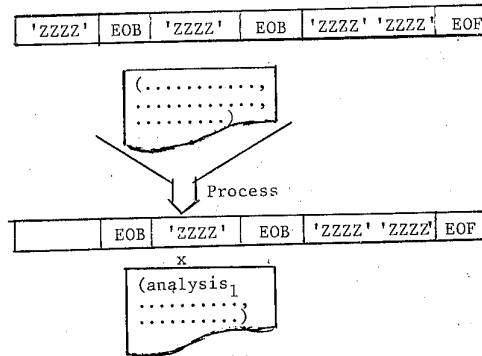 'ZZZZ' EOB 'ZZZZ' EOB 'ZZZZ' 'ZZZZ' EOF
(...........,
............,
.........)
Process
EOB 'ZZZZ' EOB 'ZZZZ' 'ZZZZ' EOF
x
(analysis1
..........,
..........)